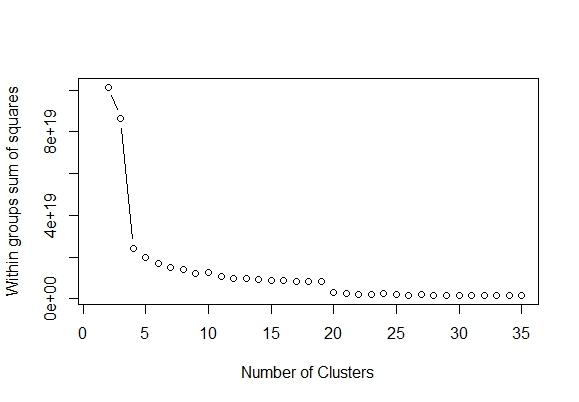 Within groups sum of squares
8e+19
4e+19
0e+00
0 5 10 15 20 25 30 35
Number of Clusters